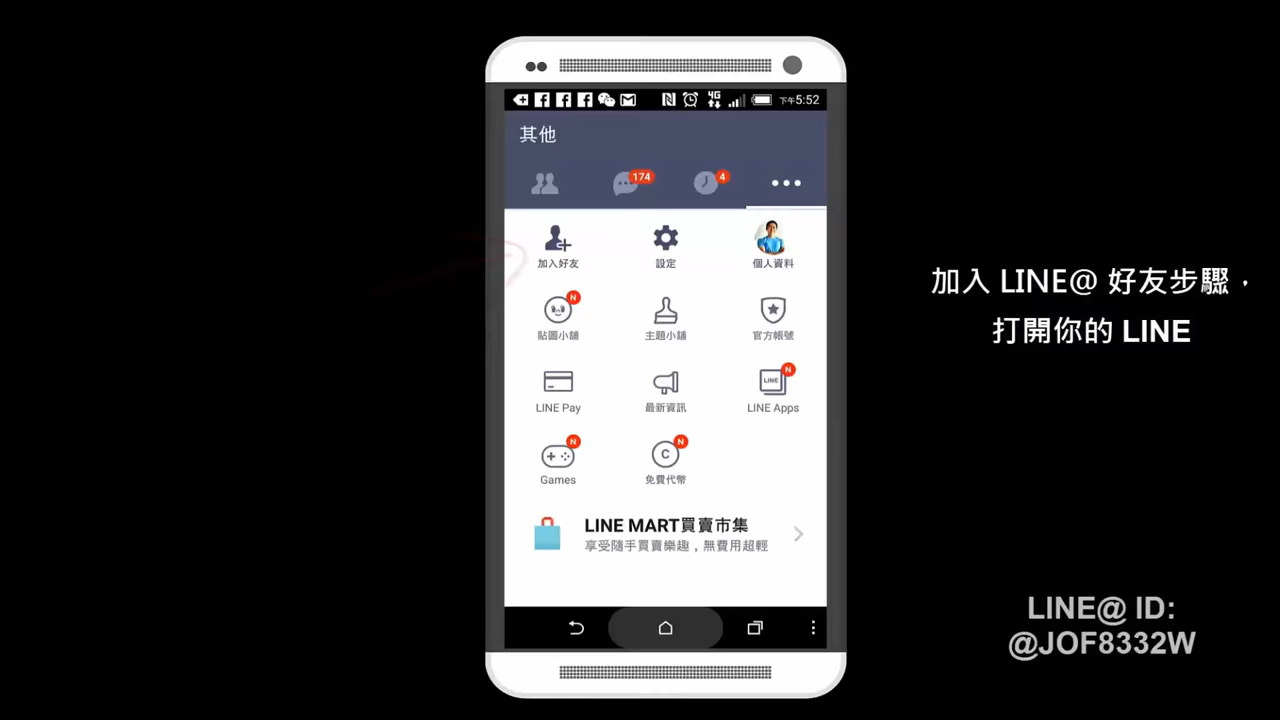 下午5:52
其他
174
4
加入好友
設定
個人資料
N
貼圖小舖
主題小舖
官方帳號
LINE
N
LINE Pay
最新資訊
LINE Apps
N
C
N
Games
免費代幣
LINE MART買賣市集
享受隨手買賣樂趣，無費用超輕
加入 LINE@ 好友步驟，
打開你的 LINE
LINE@ ID:
@JOF8332W